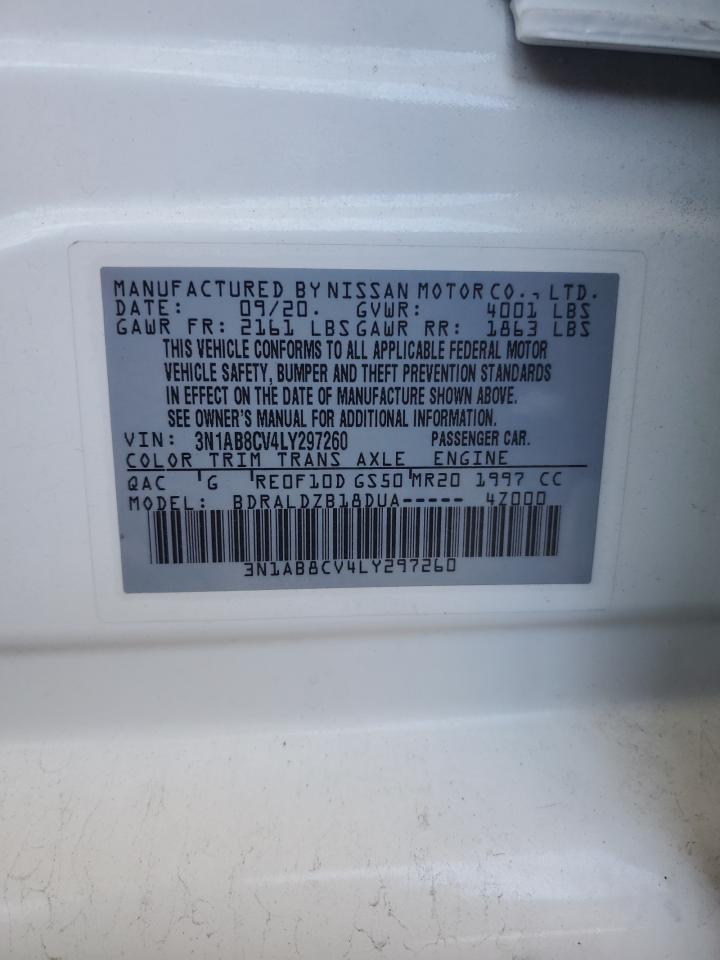 MANUFACTURED BY NISSAN MOTOR CO., LTD.
DATE: 09/20. GVWR: 4001 LBS
GAWR FR: 2161 LBS GAWR RR: 1863 LBS
THIS VEHICLE CONFORMS TO ALL APPLICABLE FEDERAL MOTOR
VEHICLE SAFETY, BUMPER AND THEFT PREVENTION STANDARDS
IN EFFECT ON THE DATE OF MANUFACTURE SHOWN ABOVE.
SEE OWNER'S MANUAL FOR ADDITIONAL INFORMATION.
VIN: 3N1AB8CV4LY297260 PASSENGER CAR.
COLOR TRIM TRANS AXLE ENGINE
QAC G RE0F10D GS50 MR20 1997 CC
MODEL: BDRALDZB18DUA----- 4Z000
3N1AB8CV4LY297260